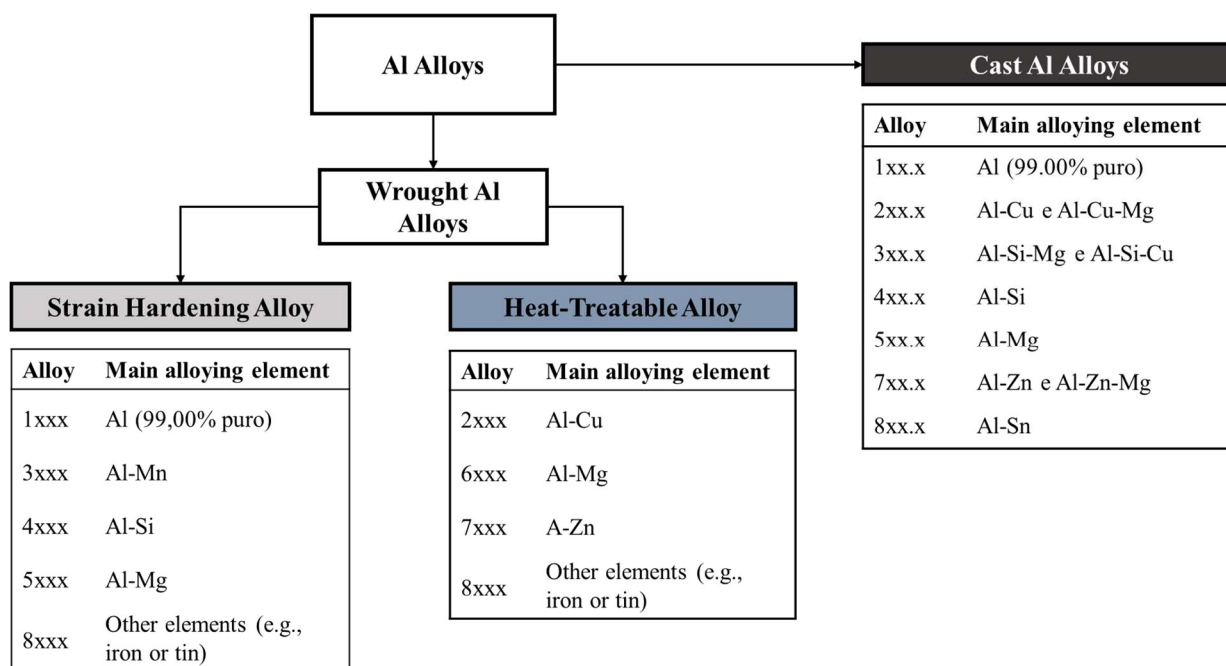 Al Alloys
Cast Al Alloys
Alloy Main alloying element
1xx.x Al (99.00% puro)
2xx.x Al-Cu e Al-Cu-Mg
3xx.x Al-Si-Mg e Al-Si-Cu
4xx.x Al-Si
5xx.x Al-Mg
7xx.x Al-Zn e Al-Zn-Mg
8xx.x Al-Sn
Wrought Al
Alloys
Strain Hardening Alloy
Alloy Main alloying element
1xxx Al (99,00% puro)
3xxx Al-Mn
4xxx Al-Si
5xxx Al-Mg
8xxx Other elements (e.g.,
iron or tin)
Heat-Treatable Alloy
Alloy Main alloying element
2xxx Al-Cu
6xxx Al-Mg
7xxx A-Zn
8xxx Other elements (e.g.,
iron or tin)